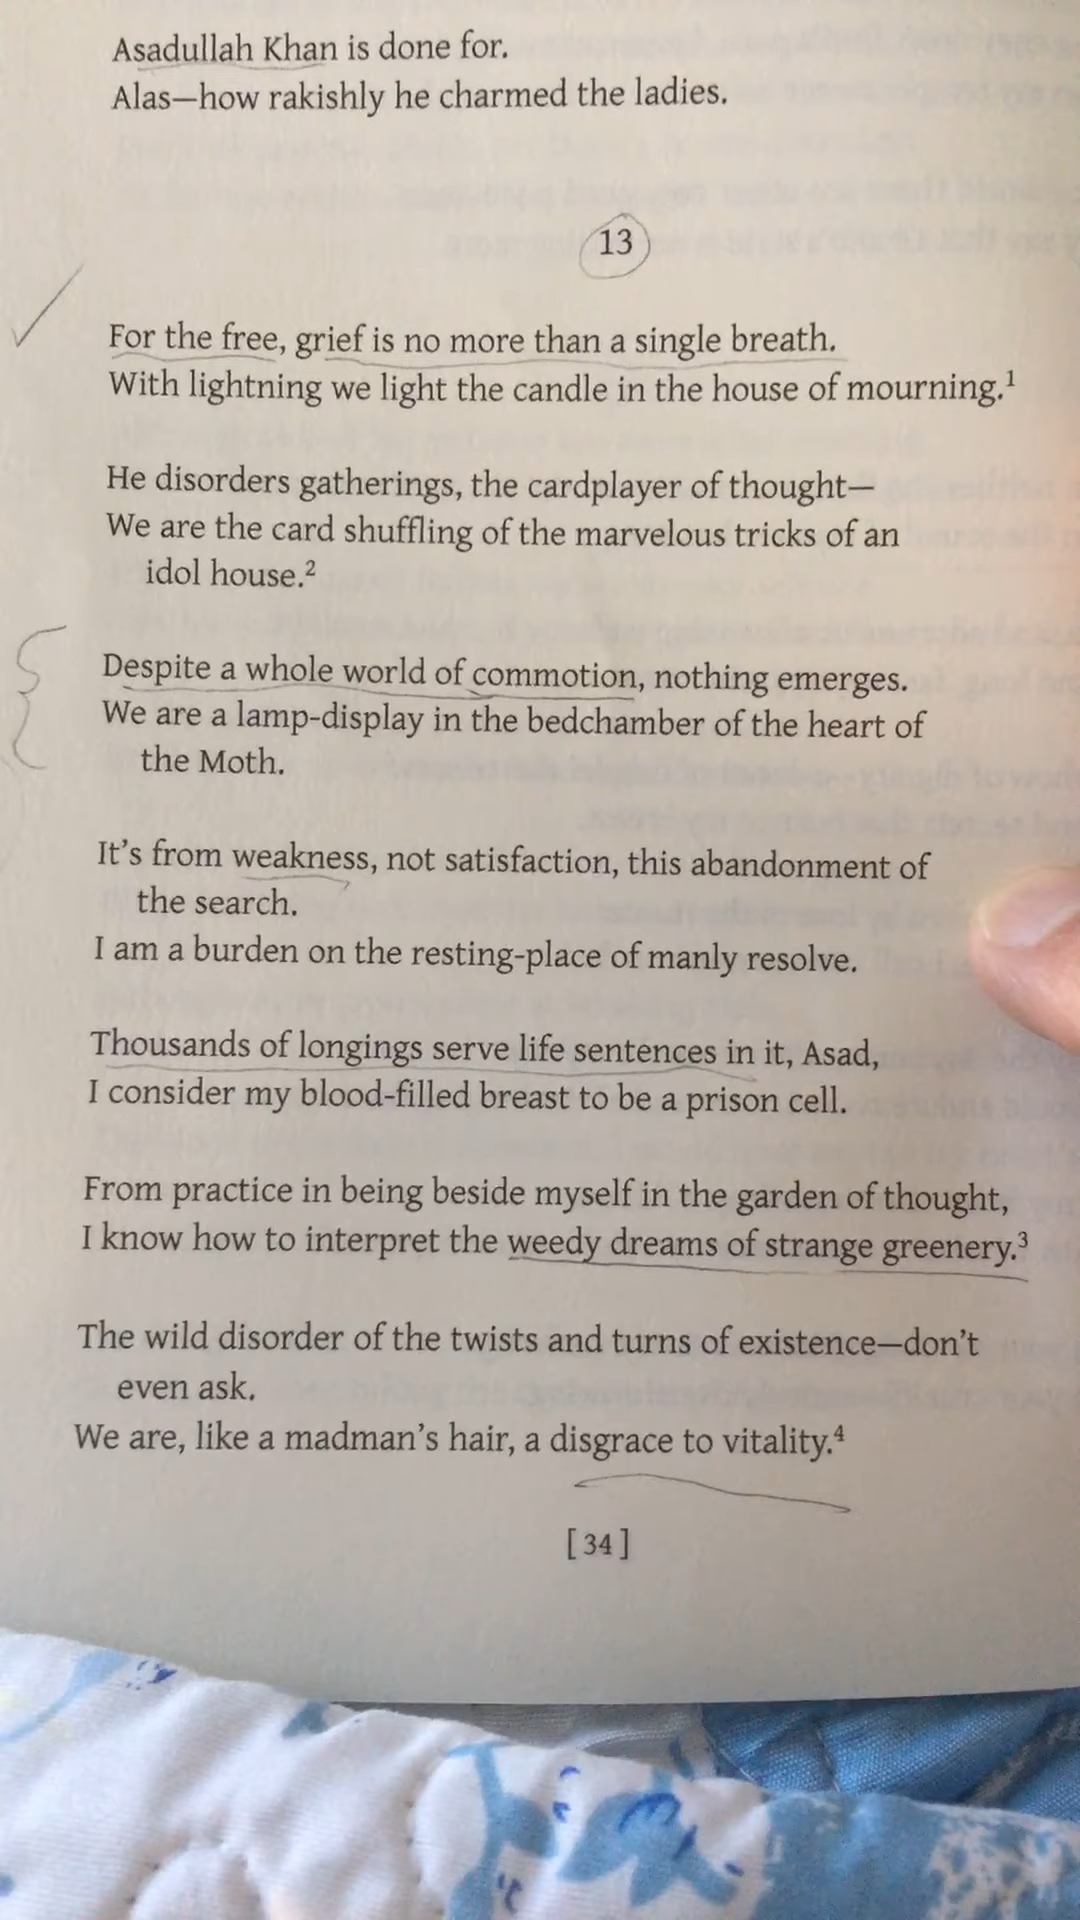 Asadullah Khan is done for.
Alas—how rakishly he charmed the ladies.
13
For the free, grief is no more than a single breath.
With lightning we light the candle in the house of mourning.¹
He disorders gatherings, the cardplayer of thought—
We are the card shuffling of the marvelous tricks of an
idol house.²
Despite a whole world of commotion, nothing emerges.
We are a lamp-display in the bedchamber of the heart of
the Moth.
It's from weakness, not satisfaction, this abandonment of
the search.
I am a burden on the resting-place of manly resolve.
Thousands of longings serve life sentences in it, Asad,
I consider my blood-filled breast to be a prison cell.
From practice in being beside myself in the garden of thought,
I know how to interpret the weedy dreams of strange greenery.³
The wild disorder of the twists and turns of existence—don't
even ask.
We are, like a madman's hair, a disgrace to vitality.⁴
[34]